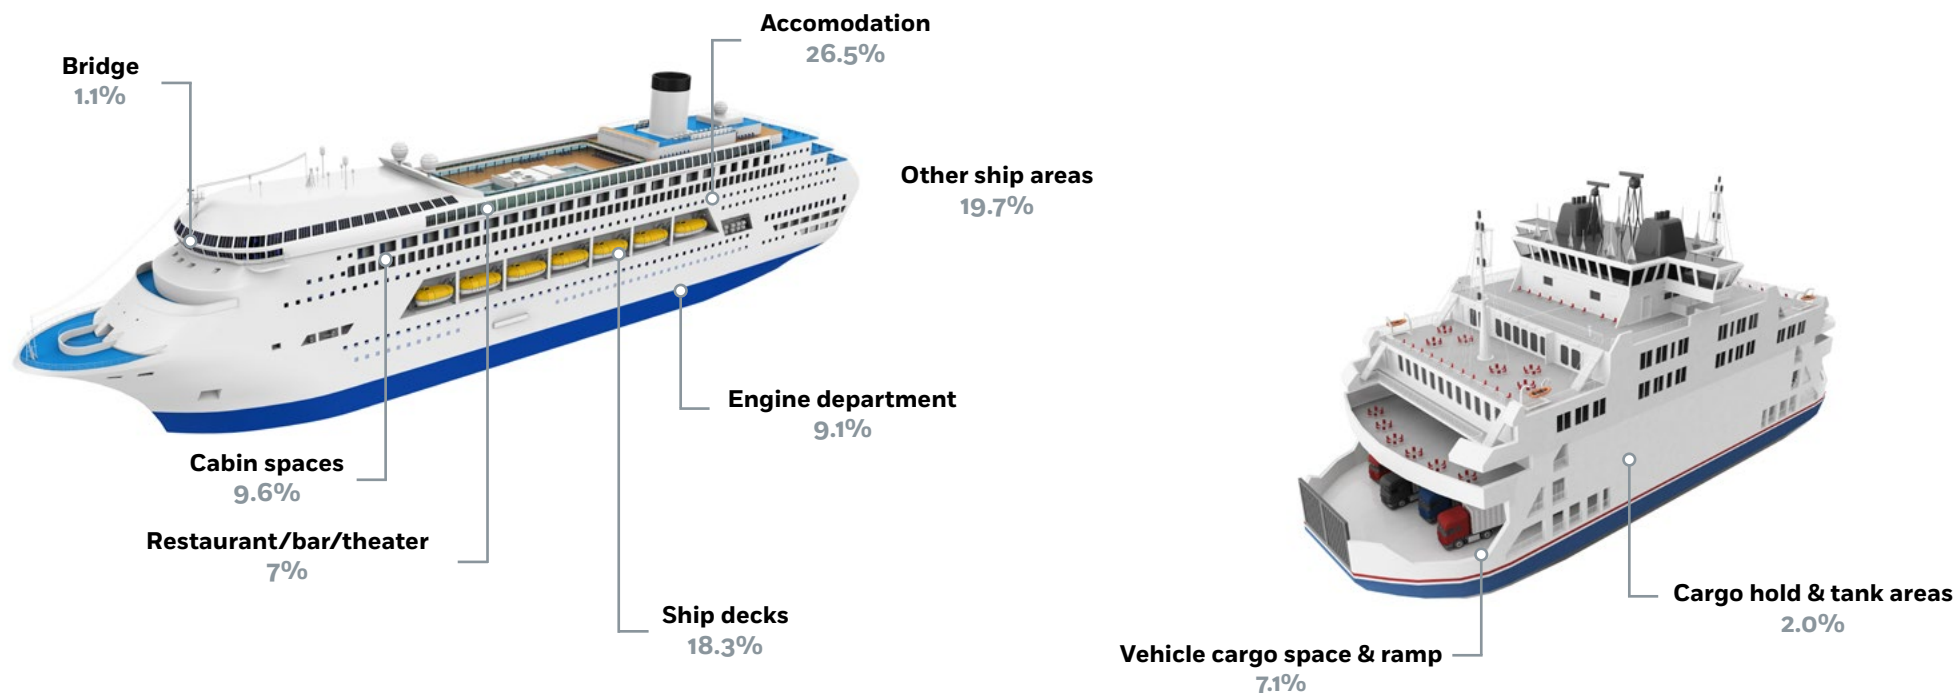 Accomodation
26.5%
Bridge
1.1%
Other ship areas
19.7%
Engine department
9.1%
Cabin spaces
9.6%
Restaurant/bar/theater
7%
Ship decks
18.3%
Cargo hold & tank areas
2.0%
Vehicle cargo space & ramp
7.1%